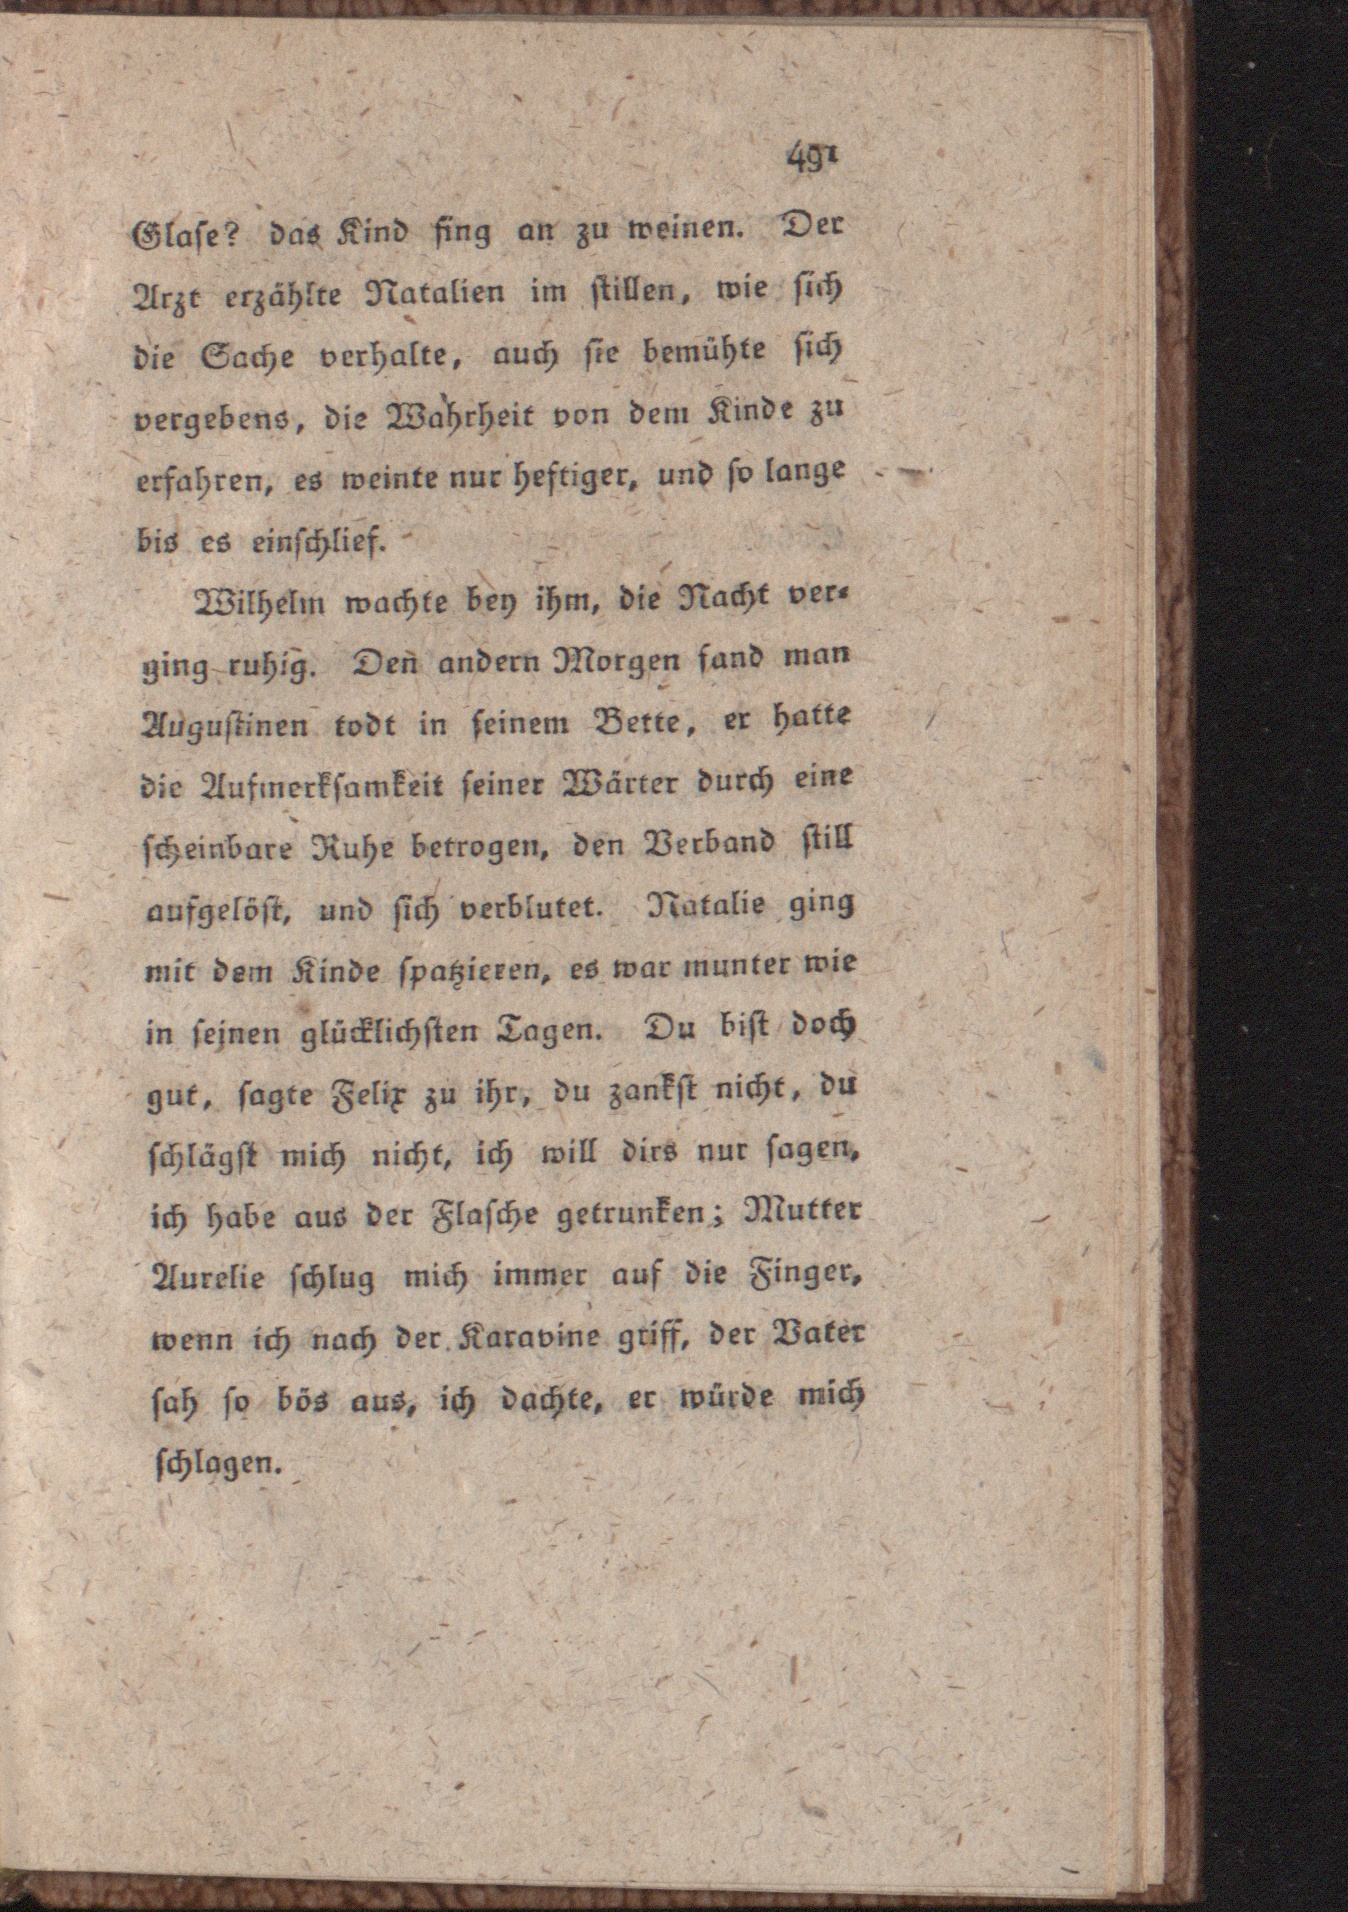 491
Glaſe? das Kind fing an zu weinen. Der
Arzt erzählte Natalien im ſtillen, wie ſich
die Sache verhalte, auch ſie bemühte ſich
vergebens, die Wahrheit von dem Kinde zu
erfahren, es weinte nur heftiger, und ſo lange
bis es einſchlief.
Wilhelm wachte bey ihm, die Nacht ver⸗
ging ruhig. Den andern Morgen fand man
Auguſtinen todt in ſeinem Bette, er hatte
die Aufmerkſamkeit ſeiner Wärter durch eine
ſcheinbare Ruhe betrogen, den Verband ſtill
aufgelöſt, und ſich verblutet. Natalie ging
mit dem Kinde ſpatzieren, es war munter wie
in ſeinen glücklichſten Tagen. Du biſt doch
gut, ſagte Felix zu ihr, du zankſt nicht, du
ſchlägſt mich nicht, ich will dirs nur ſagen,
ich habe aus der Flaſche getrunken; Mutter
Aurelie ſchlug mich immer auf die Finger,
wenn ich nach der Karavine griff, der Vater
ſah ſo bös aus, ich dachte, er würde mich
ſchlagen.